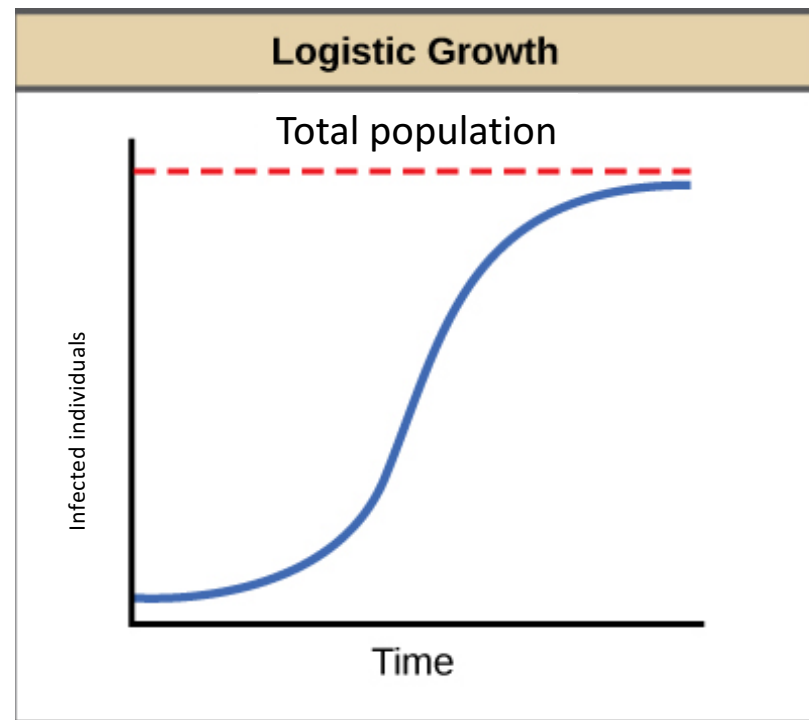 Logistic Growth
Total population
Infected individuals
Time